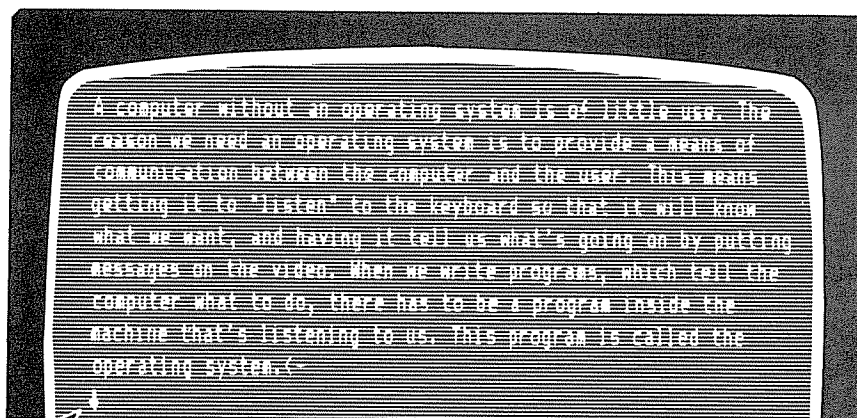 A computer without an operating system is of little use. The
reason we need an operating system is to provide a means of
communication between the computer and the user. This means
getting it to "listen" to the keyboard so that it will know
what we want, and having it tell us what's going on by putting
messages on the video. When we write programs, which tell the
computer what to do, there has to be a program inside the
machine that's listening to us. This program is called the
operating system.(-